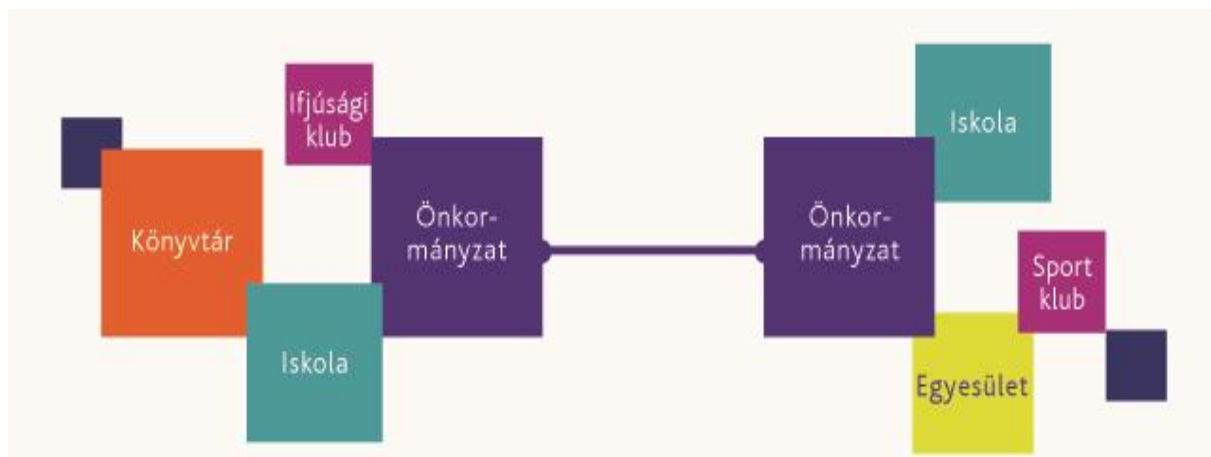 Ifjúsági
klub
Könyvtár
Önkor-
mányzat
Iskola
Önkor-
mányzat
Iskola
Sport
klub
Egyesület